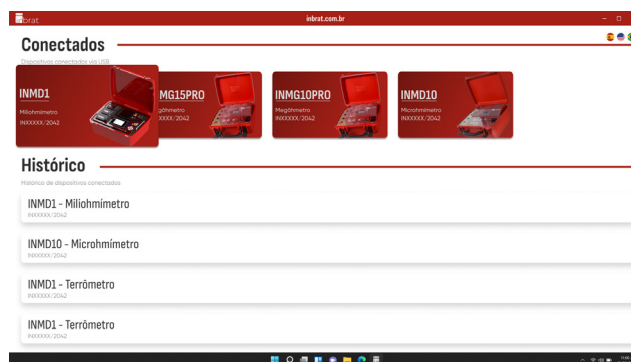 inbrat
inbrat.com.br
Conectados
Dispositivos conectados via USB
INMD1
Miliohmímetro
INXXXXX/2042
MG15PRO
gôhmetro
XXXX/2042
INMG10PRO
Megôhmetro
INXXXXX/2042
INMD10
Microhmímetro
INXXXXX/2042
Histórico
Histórico de dispositivos conectados
INMD1 - Miliohmímetro
INXXXXX/2042
INMD10 - Microhmímetro
INXXXXX/2042
INMD1 - Terrômetro
INXXXXX/2042
INMD1 - Terrômetro
INXXXXX/2042